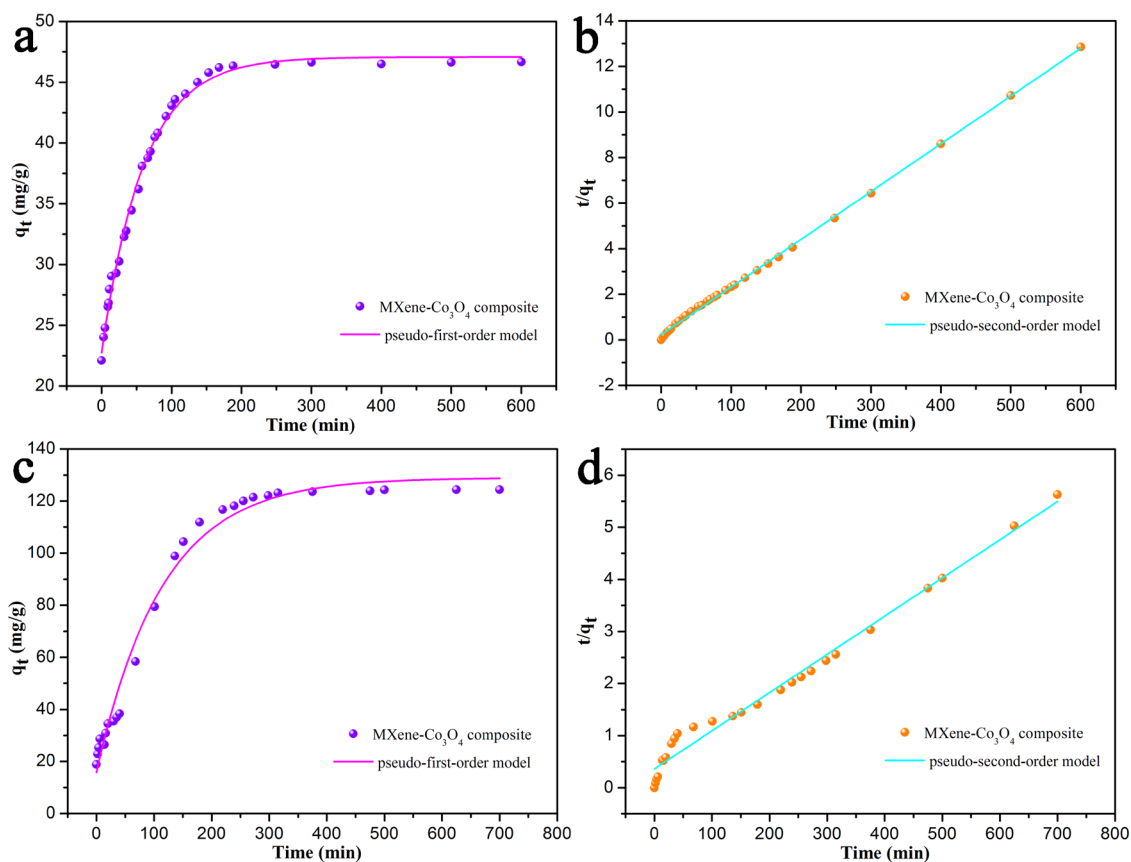 a
50
45
40
35
30
25
20
q_t (mg/g)
MXene-Co₃O₄ composite
pseudo-first-order model
0 100 200 300 400 500 600
Time (min)
b
14
12
10
8
6
4
2
0
-2
t/q_t
MXene-Co₃O₄ composite
pseudo-second-order model
0 100 200 300 400 500 600
Time (min)
c
140
120
100
80
60
40
20
0
q_t (mg/g)
MXene-Co₃O₄ composite
pseudo-first-order model
0 100 200 300 400 500 600 700 800
Time (min)
d
6
5
4
3
2
1
0
t/q_t
MXene-Co₃O₄ composite
pseudo-second-order model
0 100 200 300 400 500 600 700 800
Time (min)